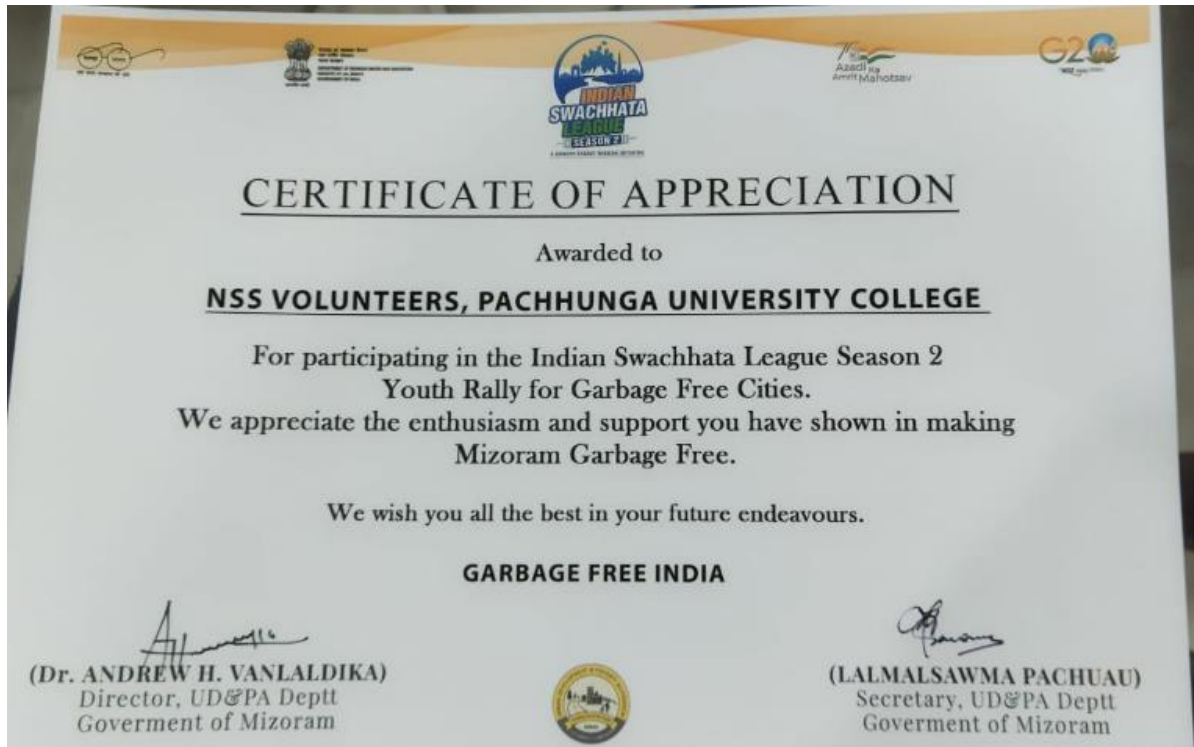 75
Azadi Ka
Amrit Mahotsav
G20
INDIAN
SWACHHATA
LEAGUE
SEASON 2
CERTIFICATE OF APPRECIATION
Awarded to
NSS VOLUNTEERS, PACHHUNGA UNIVERSITY COLLEGE
For participating in the Indian Swachhata League Season 2
Youth Rally for Garbage Free Cities.
We appreciate the enthusiasm and support you have shown in making
Mizoram Garbage Free.
We wish you all the best in your future endeavours.
GARBAGE FREE INDIA
(Dr. ANDREW H. VANLALDIKA)
Director, UD&PA Deptt
Goverment of Mizoram
(LALMALSAWMA PACHUAU)
Secretary, UD&PA Deptt
Goverment of Mizoram